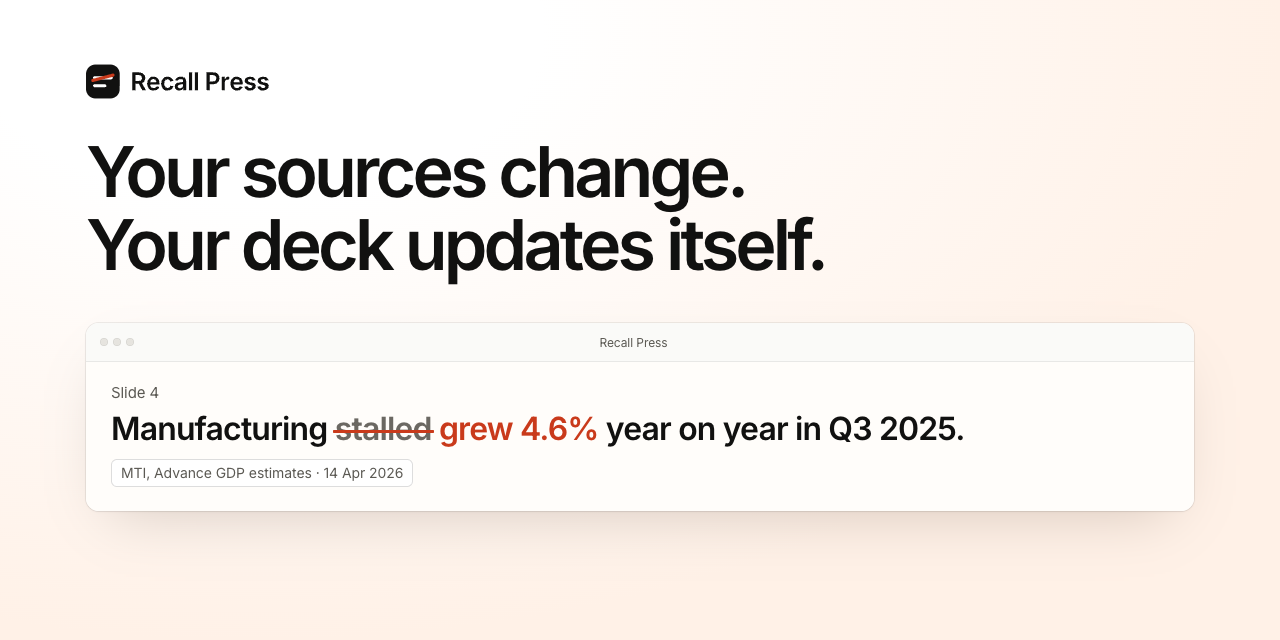 Recall Press
Your sources change.
Your deck updates itself.
Recall Press
Slide 4
Manufacturing stalled grew 4.6% year on year in Q3 2025.
MTI, Advance GDP estimates · 14 Apr 2026